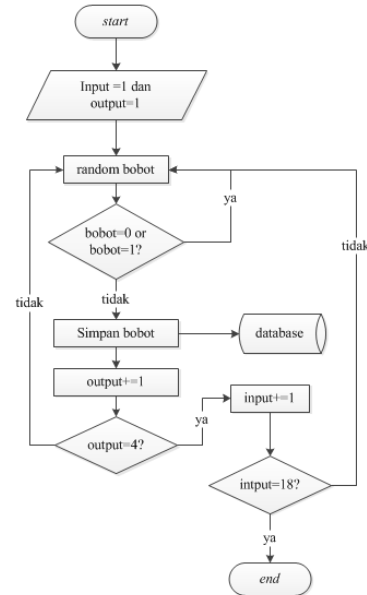 start
Input =1 dan
output=1
random bobot
ya
bobot=0 or
bobot=1?
tidak
tidak
tidak
Simpan bobot
database
output+=1
input+=1
ya
output=4?
intput=18?
ya
end